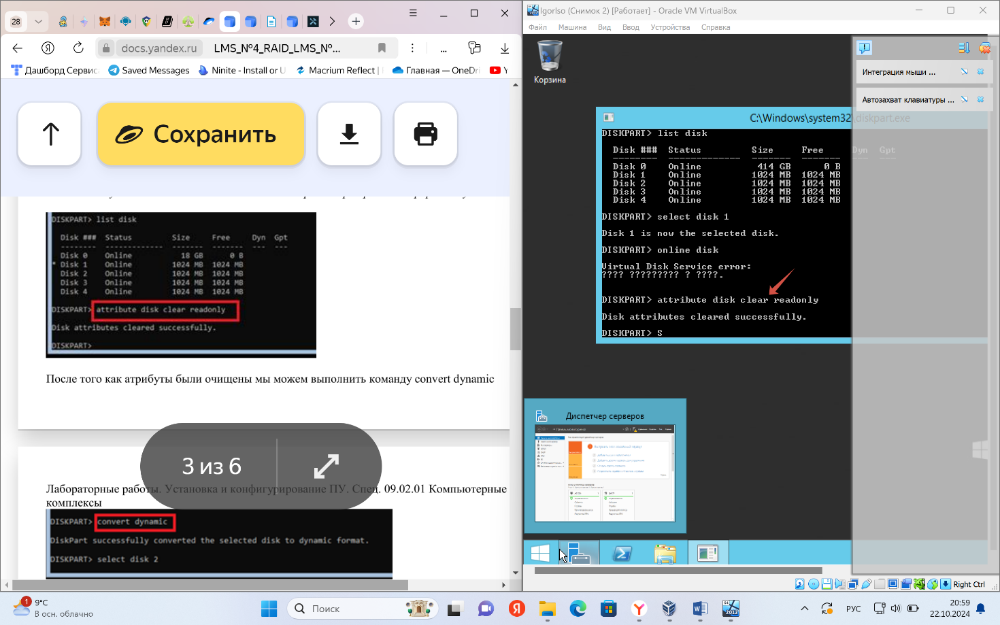 28
docs.yandex.ru
LMS_№4_RAID_LMS_№...
Дашборд Сервис
Saved Messages
Ninite - Install or U
Macrium Reflect |
Главная — OneDri
Сохранить
DISKPART> list disk
Disk ### Status Size Free Dyn Gpt
Disk 0 Online 18 GB 0 B
* Disk 1 Online 1024 MB 1024 MB
Disk 2 Online 1024 MB 1024 MB
Disk 3 Online 1024 MB 1024 MB
Disk 4 Online 1024 MB 1024 MB
DISKPART> attribute disk clear readonly
Disk attributes cleared successfully.
DISKPART>
После того как атрибуты были очищены мы можем выполнить команду convert dynamic
3 из 6
Лабораторные работы. Установка и конфигурирование ПУ. Спец. 09.02.01 Компьютерные
комплексы
DISKPART> convert dynamic
DiskPart successfully converted the selected disk to dynamic format.
DISKPART> select disk 2
IgorIso (Снимок 2) [Работает] - Oracle VM VirtualBox
Файл Машина Вид Ввод Устройства Справка
Корзина
Интеграция мыши ...
Автозахват клавиатуры ...
C:\Windows\system32\diskpart.exe
DISKPART> list disk
Disk ### Status Size Free Dyn Gpt
Disk 0 Online 414 GB 0 B
Disk 1 Online 1024 MB 1024 MB
Disk 2 Online 1024 MB 1024 MB
Disk 3 Online 1024 MB 1024 MB
Disk 4 Online 1024 MB 1024 MB
DISKPART> select disk 1
Disk 1 is now the selected disk.
DISKPART> online disk
Virtual Disk Service error:
???? ????????? ? ????.
DISKPART> attribute disk clear readonly
Disk attributes cleared successfully.
DISKPART> S
Диспетчер серверов
Right Ctrl
1
9°C
В осн. облачно
Поиск
2012
РУС
20:59
22.10.2024